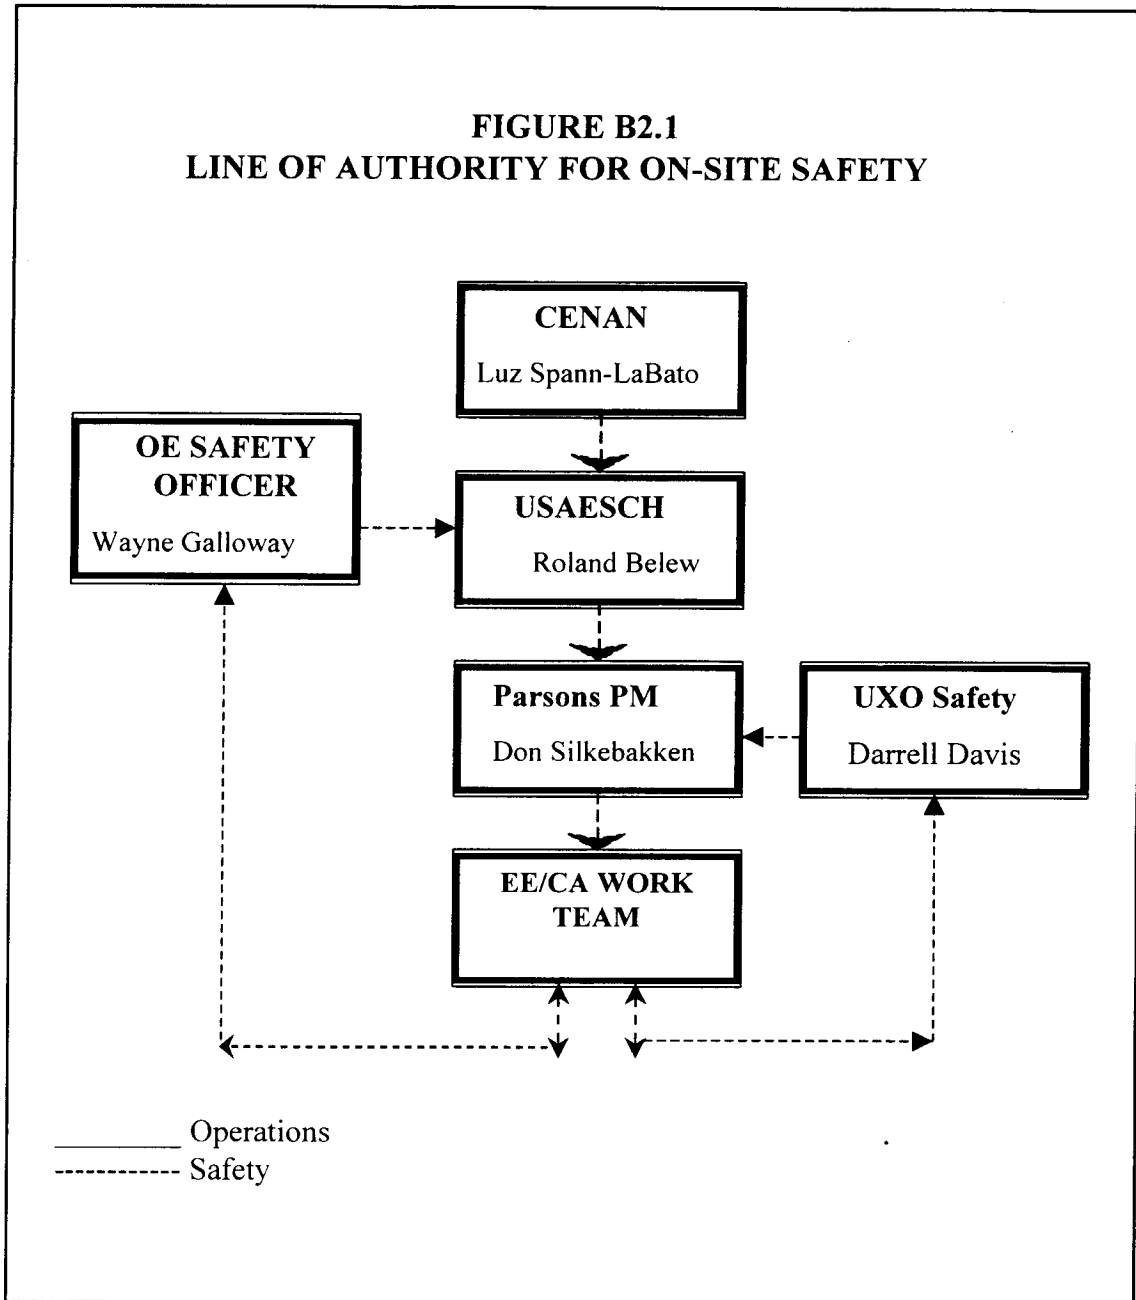 FIGURE B2.1
LINE OF AUTHORITY FOR ON-SITE SAFETY
CENAN
Luz Spann-LaBato
OE SAFETY
OFFICER
Wayne Galloway
USAESCH
Roland Belew
Parsons PM
Don Silkebakken
UXO Safety
Darrell Davis
EE/CA WORK
TEAM
Operations
Safety